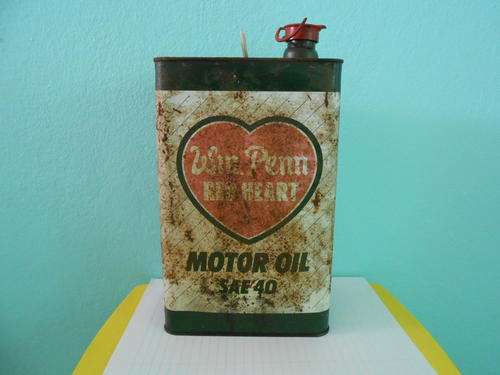 Wm. Penn
RED HEART
MOTOR OIL
SAE 40